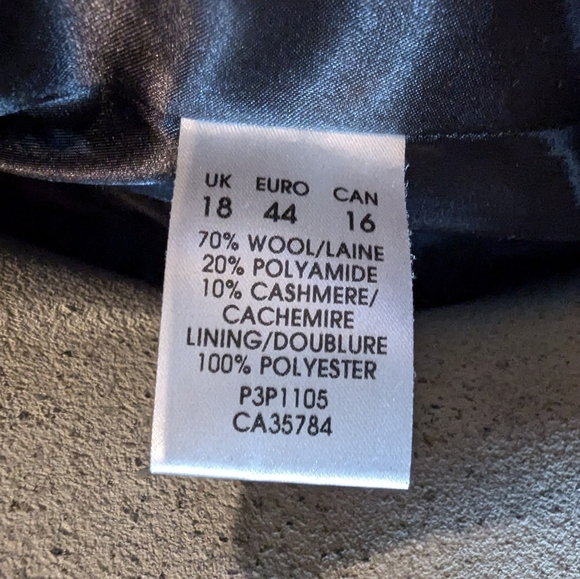 UK EURO CAN
18 44 16
70% WOOL/LAINE
20% POLYAMIDE
10% CASHMERE/
CACHEMIRE
LINING/DOUBLURE
100% POLYESTER
P3P1105
CA35784